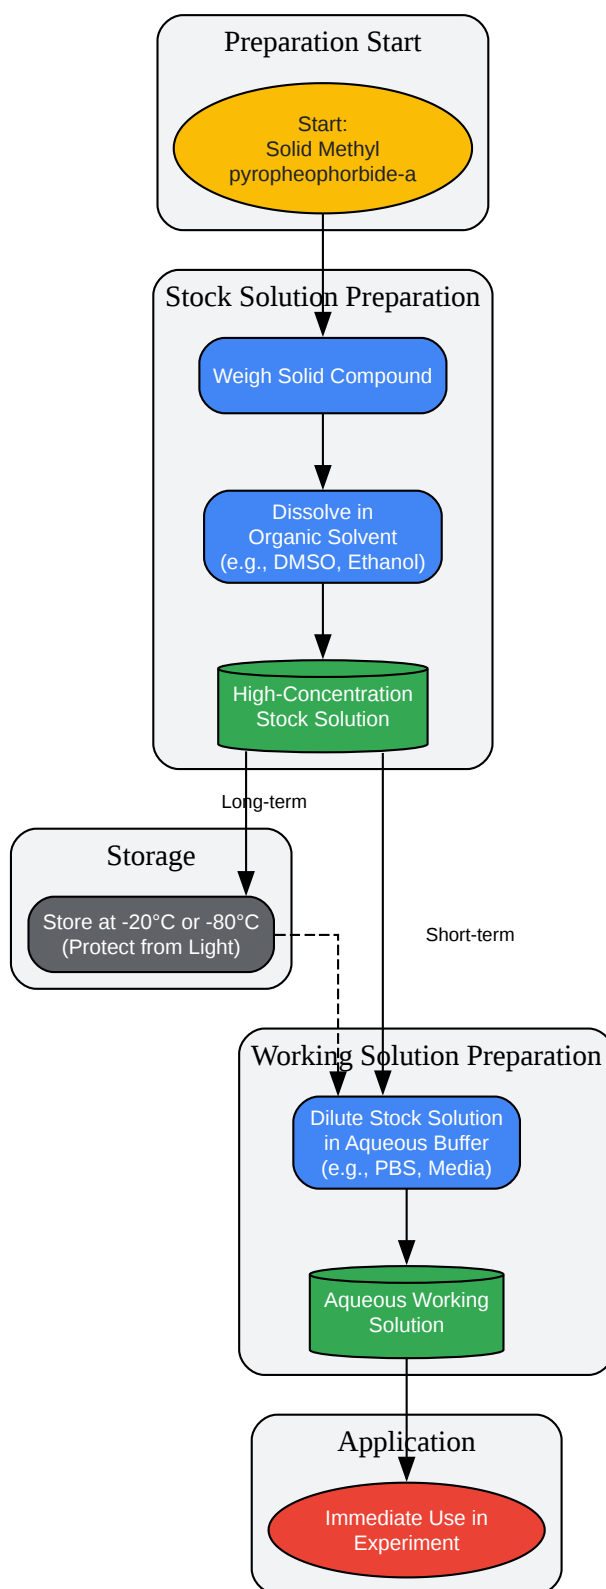 Preparation Start
Start:
Solid Methyl
pyropheophorbide-a
Stock Solution Preparation
Weigh Solid Compound
Dissolve in
Organic Solvent
(e.g., DMSO, Ethanol)
High-Concentration
Stock Solution
Long-term
Storage
Store at -20°C or -80°C
(Protect from Light)
Short-term
Working Solution Preparation
Dilute Stock Solution
in Aqueous Buffer
(e.g., PBS, Media)
Aqueous Working
Solution
Application
Immediate Use in
Experiment